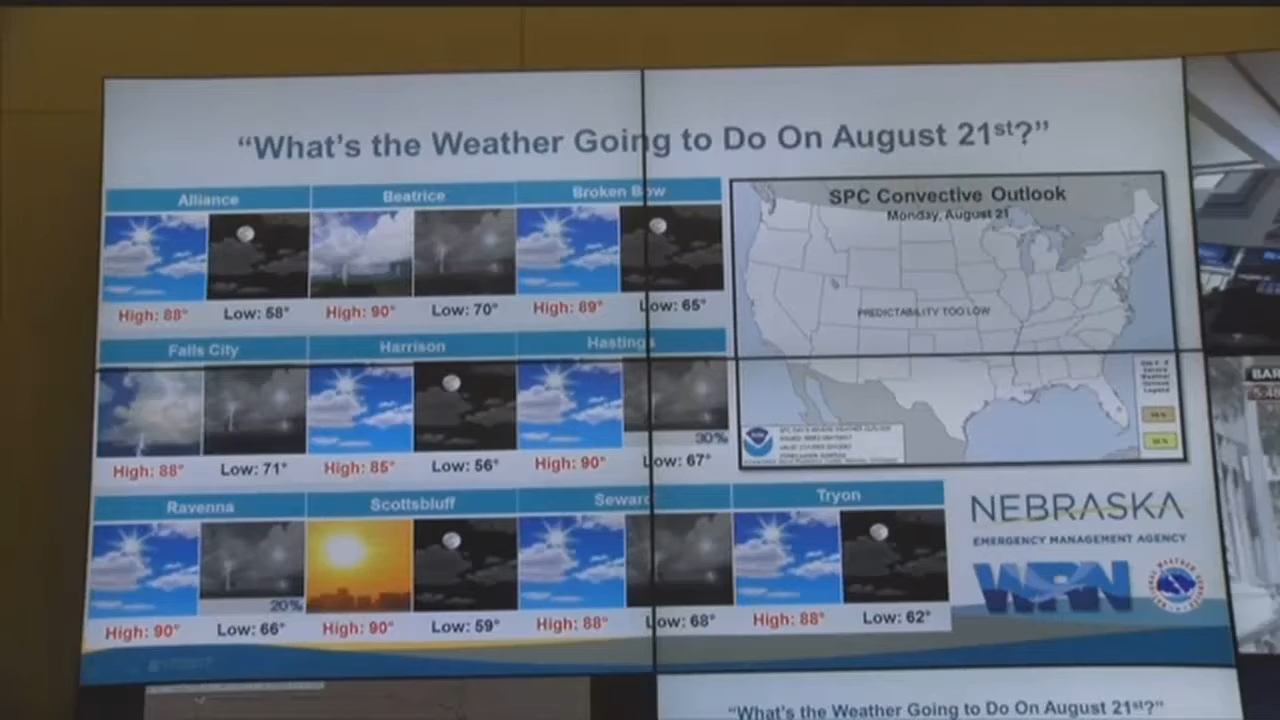 “What's the Weather Going to Do On August 21st?”
Alliance Beatrice Broken Bow
High: 88° Low: 58° High: 90° Low: 70° High: 89° Low: 65°
Falls City Harrison Hastings
30%
High: 88° Low: 71° High: 85° Low: 56° High: 90° Low: 67°
Ravenna Scottsbluff Seward Tryon
20%
High: 90° Low: 66° High: 90° Low: 59° High: 88° Low: 68° High: 88° Low: 62°
SPC Convective Outlook
Monday, August 21
PREDICTABILITY TOO LOW
NEBRASKA
EMERGENCY MANAGEMENT AGENCY
WRN
BAR
“What's the Weather Going to Do On August 21st?”